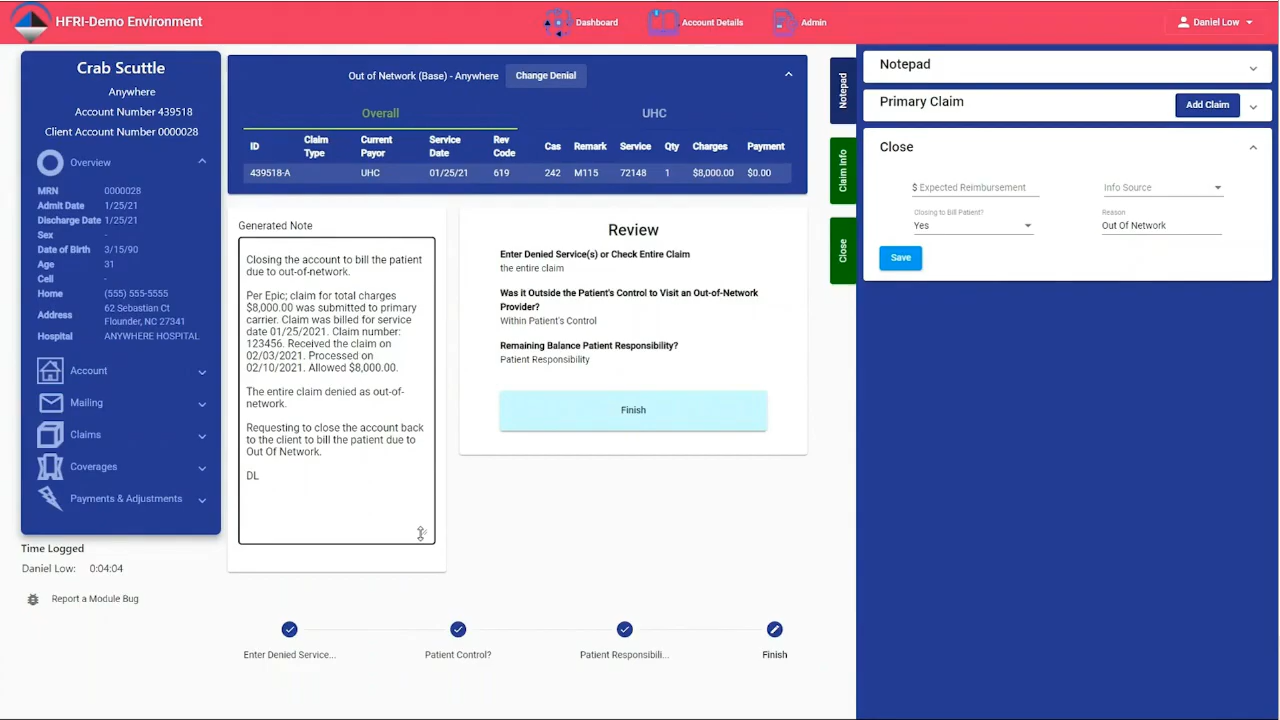 HFRI-Demo Environment
Dashboard
Account Details
Admin
Daniel Low
Crab Scuttle
Anywhere
Account Number 439518
Client Account Number 0000028
Overview
MRN 0000028
Admit Date 1/25/21
Discharge Date 1/25/21
Sex -
Date of Birth 3/15/90
Age 31
Cell -
Home (555) 555-5555
Address 62 Sebastian Ct
Flounder, NC 27341
Hospital ANYWHERE HOSPITAL
Account
Mailing
Claims
Coverages
Payments & Adjustments
Time Logged
Daniel Low: 0:04:04
Report a Module Bug
Out of Network (Base) - Anywhere
Change Denial
Overall UHC
ID Claim Type Current Payor Service Date Rev Code Cas Remark Service Qty Charges Payment
439518-A UHC 01/25/21 619 242 M115 72148 1 $8,000.00 $0.00
Generated Note
Closing the account to bill the patient
due to out-of-network.
Per Epic; claim for total charges
$8,000.00 was submitted to primary
carrier. Claim was billed for service
date 01/25/2021. Claim number:
123456. Received the claim on
02/03/2021. Processed on
02/10/2021. Allowed $8,000.00.
The entire claim denied as out-of-
network.
Requesting to close the account back
to the client to bill the patient due to
Out Of Network.
DL
Review
Enter Denied Service(s) or Check Entire Claim
the entire claim
Was it Outside the Patient's Control to Visit an Out-of-Network
Provider?
Within Patient's Control
Remaining Balance Patient Responsibility?
Patient Responsibility
Finish
Enter Denied Service...
Patient Control?
Patient Responsibili...
Finish
Notepad
Claim Info
Close
Notepad
Primary Claim
Add Claim
Close
$ Expected Reimbursement
Info Source
Closing to Bill Patient?
Yes
Reason
Out Of Network
Save